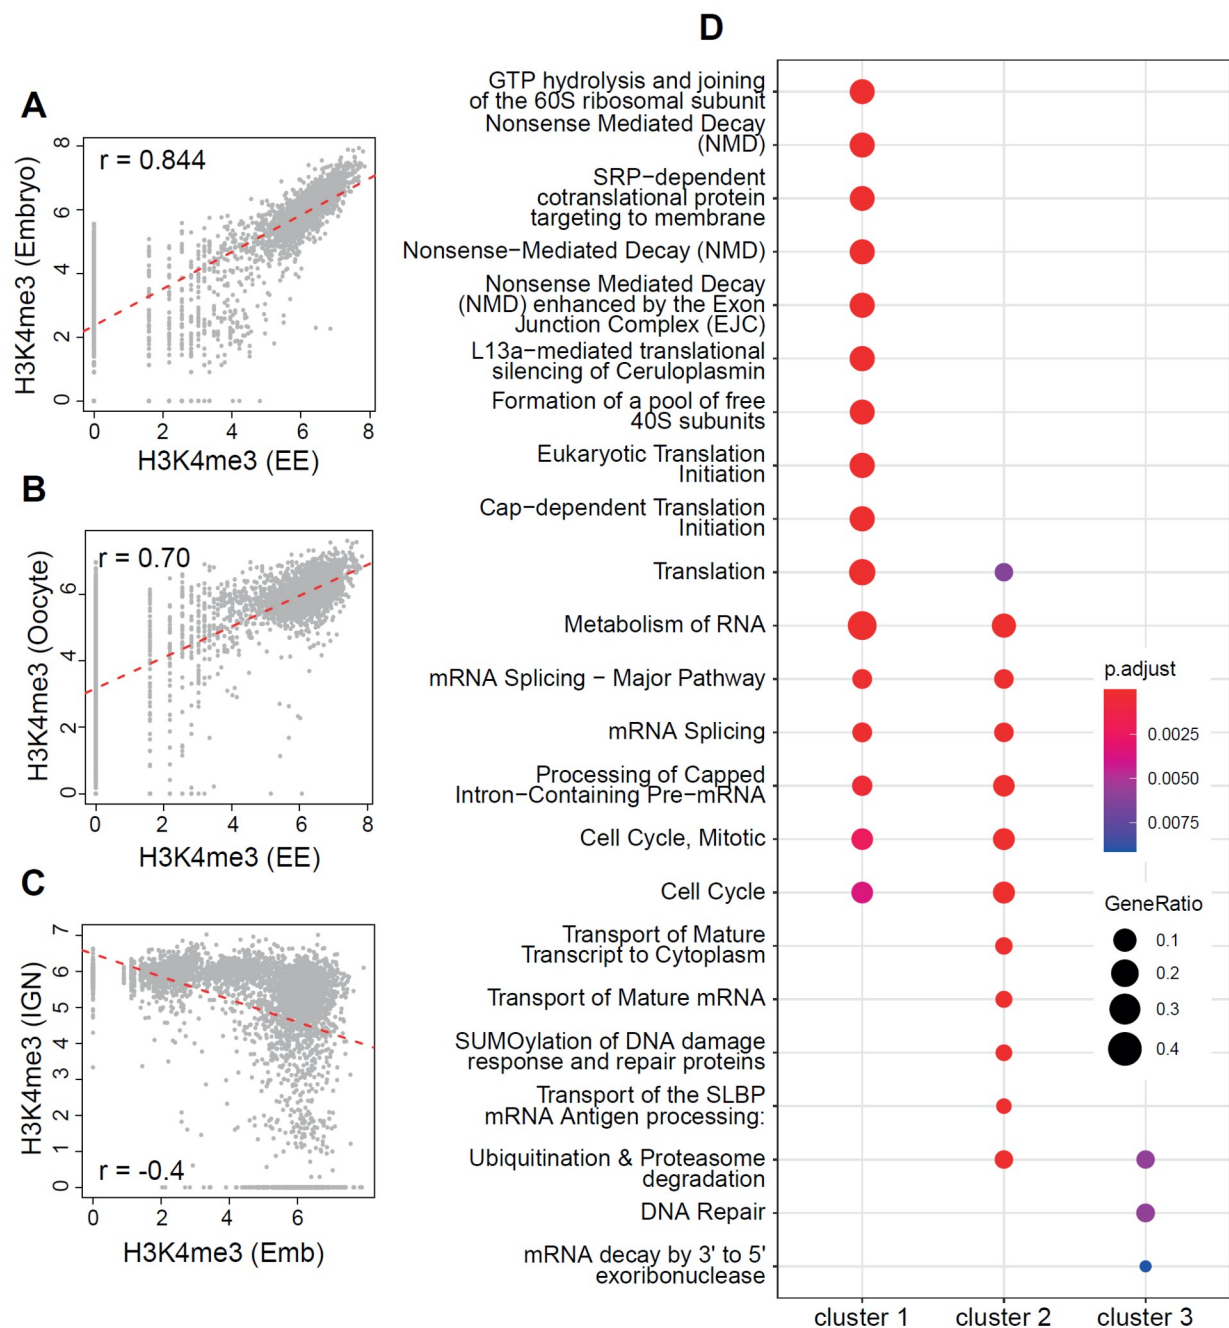 A
r = 0.844
H3K4me3 (Embryo)
8
6
4
2
0
0 2 4 6 8
H3K4me3 (EE)
B
r = 0.70
H3K4me3 (Oocyte)
6
4
2
0
0 2 4 6 8
H3K4me3 (EE)
C
H3K4me3 (IGN)
7
6
5
4
3
2
1
0
r = -0.4
0 2 4 6
H3K4me3 (Emb)
D
GTP hydrolysis and joining
of the 60S ribosomal subunit
Nonsense Mediated Decay
(NMD)
SRP−dependent
cotranslational protein
targeting to membrane
Nonsense−Mediated Decay (NMD)
Nonsense Mediated Decay
(NMD) enhanced by the Exon
Junction Complex (EJC)
L13a−mediated translational
silencing of Ceruloplasmin
Formation of a pool of free
40S subunits
Eukaryotic Translation
Initiation
Cap−dependent Translation
Initiation
Translation
Metabolism of RNA
mRNA Splicing − Major Pathway
mRNA Splicing
Processing of Capped
Intron−Containing Pre−mRNA
Cell Cycle, Mitotic
Cell Cycle
Transport of Mature
Transcript to Cytoplasm
Transport of Mature mRNA
SUMOylation of DNA damage
response and repair proteins
Transport of the SLBP
mRNA Antigen processing:
Ubiquitination & Proteasome
degradation
DNA Repair
mRNA decay by 3' to 5'
exoribonuclease
cluster 1 cluster 2 cluster 3
p.adjust
0.0025
0.0050
0.0075
GeneRatio
0.1
0.2
0.3
0.4